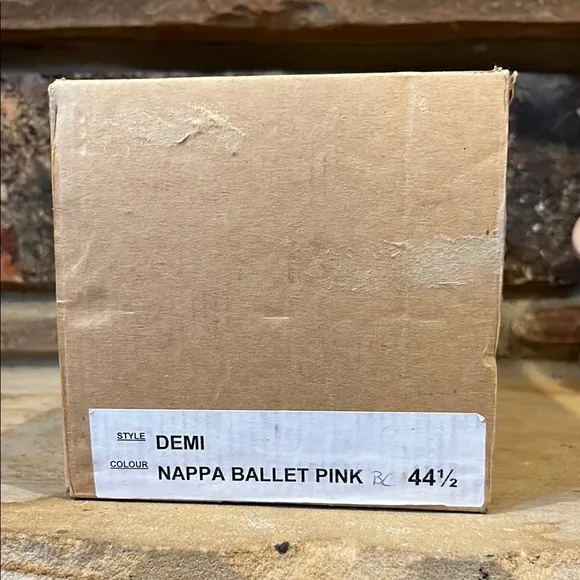 STYLE DEMI
COLOUR NAPPA BALLET PINK BC 44½